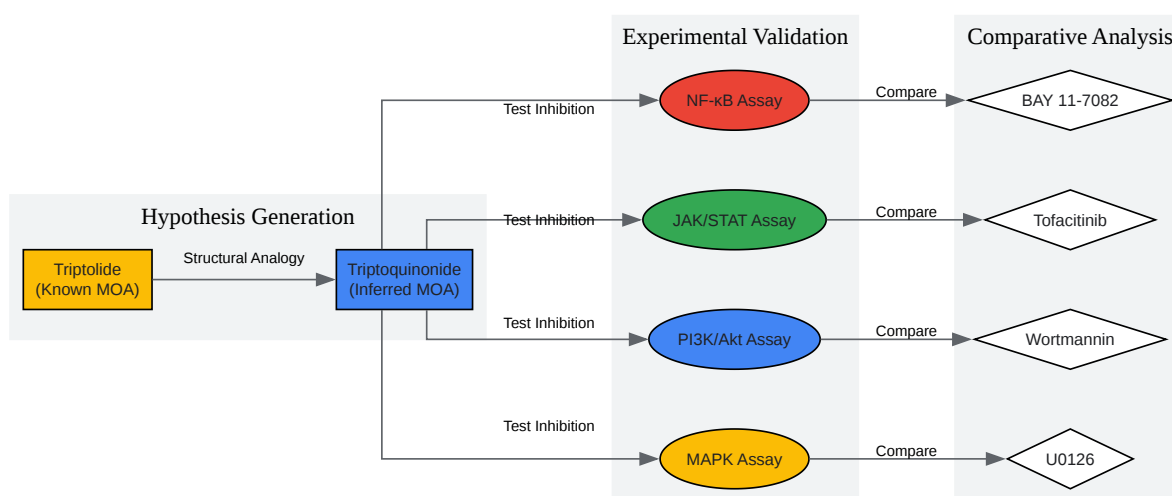 Experimental Validation
Comparative Analysis
NF-κB Assay
Compare
BAY 11-7082
Test Inhibition
Hypothesis Generation
JAK/STAT Assay
Compare
Tofacitinib
Test Inhibition
Triptolide
(Known MOA)
Structural Analogy
Triptoquinonide
(Inferred MOA)
Test Inhibition
PI3K/Akt Assay
Compare
Wortmannin
Test Inhibition
MAPK Assay
Compare
U0126